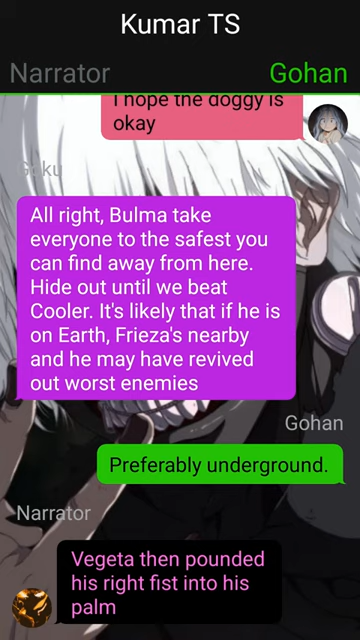 Kumar TS
Narrator
Gohan
I hope the doggy is
okay
Goku
All right, Bulma take
everyone to the safest you
can find away from here.
Hide out until we beat
Cooler. It's likely that if he is
on Earth, Frieza's nearby
and he may have revived
out worst enemies
Gohan
Preferably underground.
Narrator
Vegeta then pounded
his right fist into his
palm